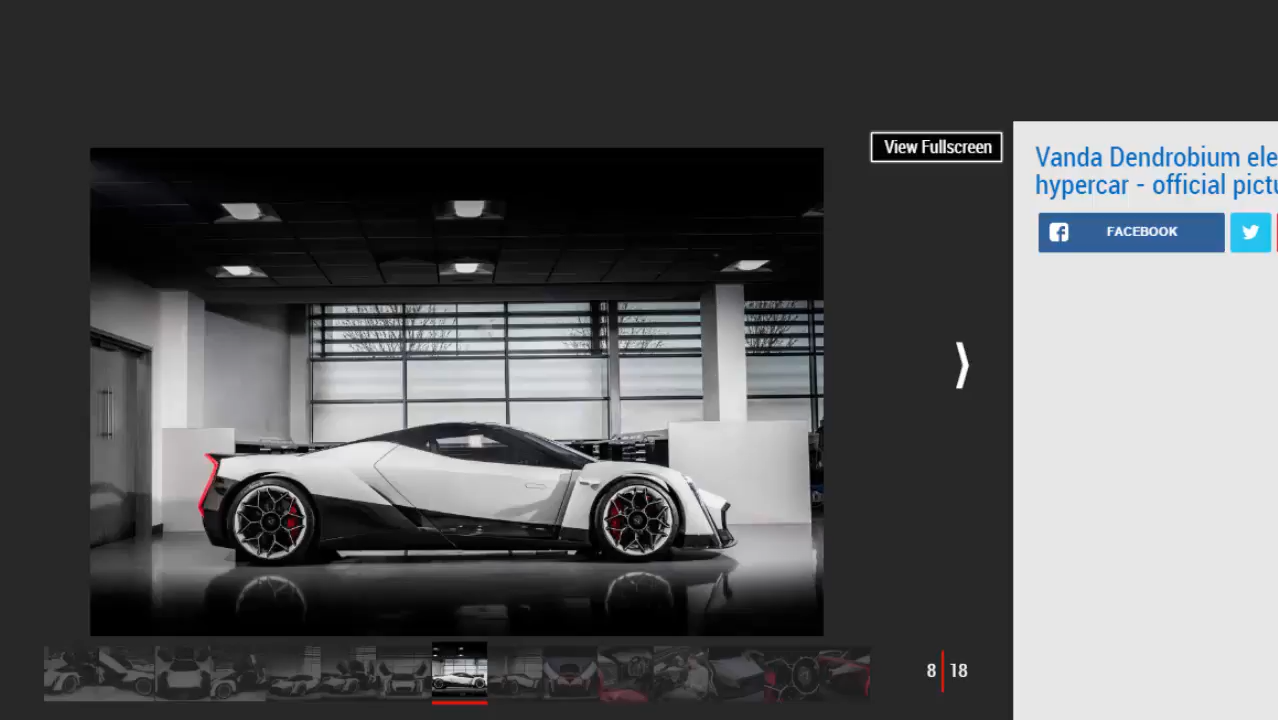 View Fullscreen
Vanda Dendrobium ele
hypercar - official pictu
FACEBOOK
8 18